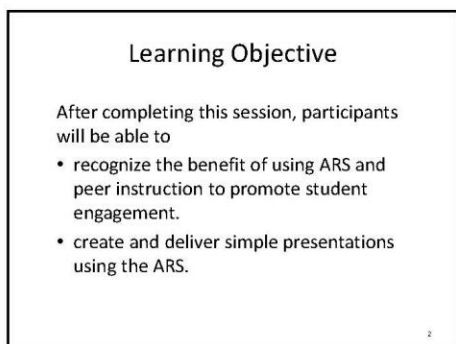 Learning Objective
After completing this session, participants
will be able to
• recognize the benefit of using ARS and
peer instruction to promote student
engagement.
• create and deliver simple presentations
using the ARS.
2